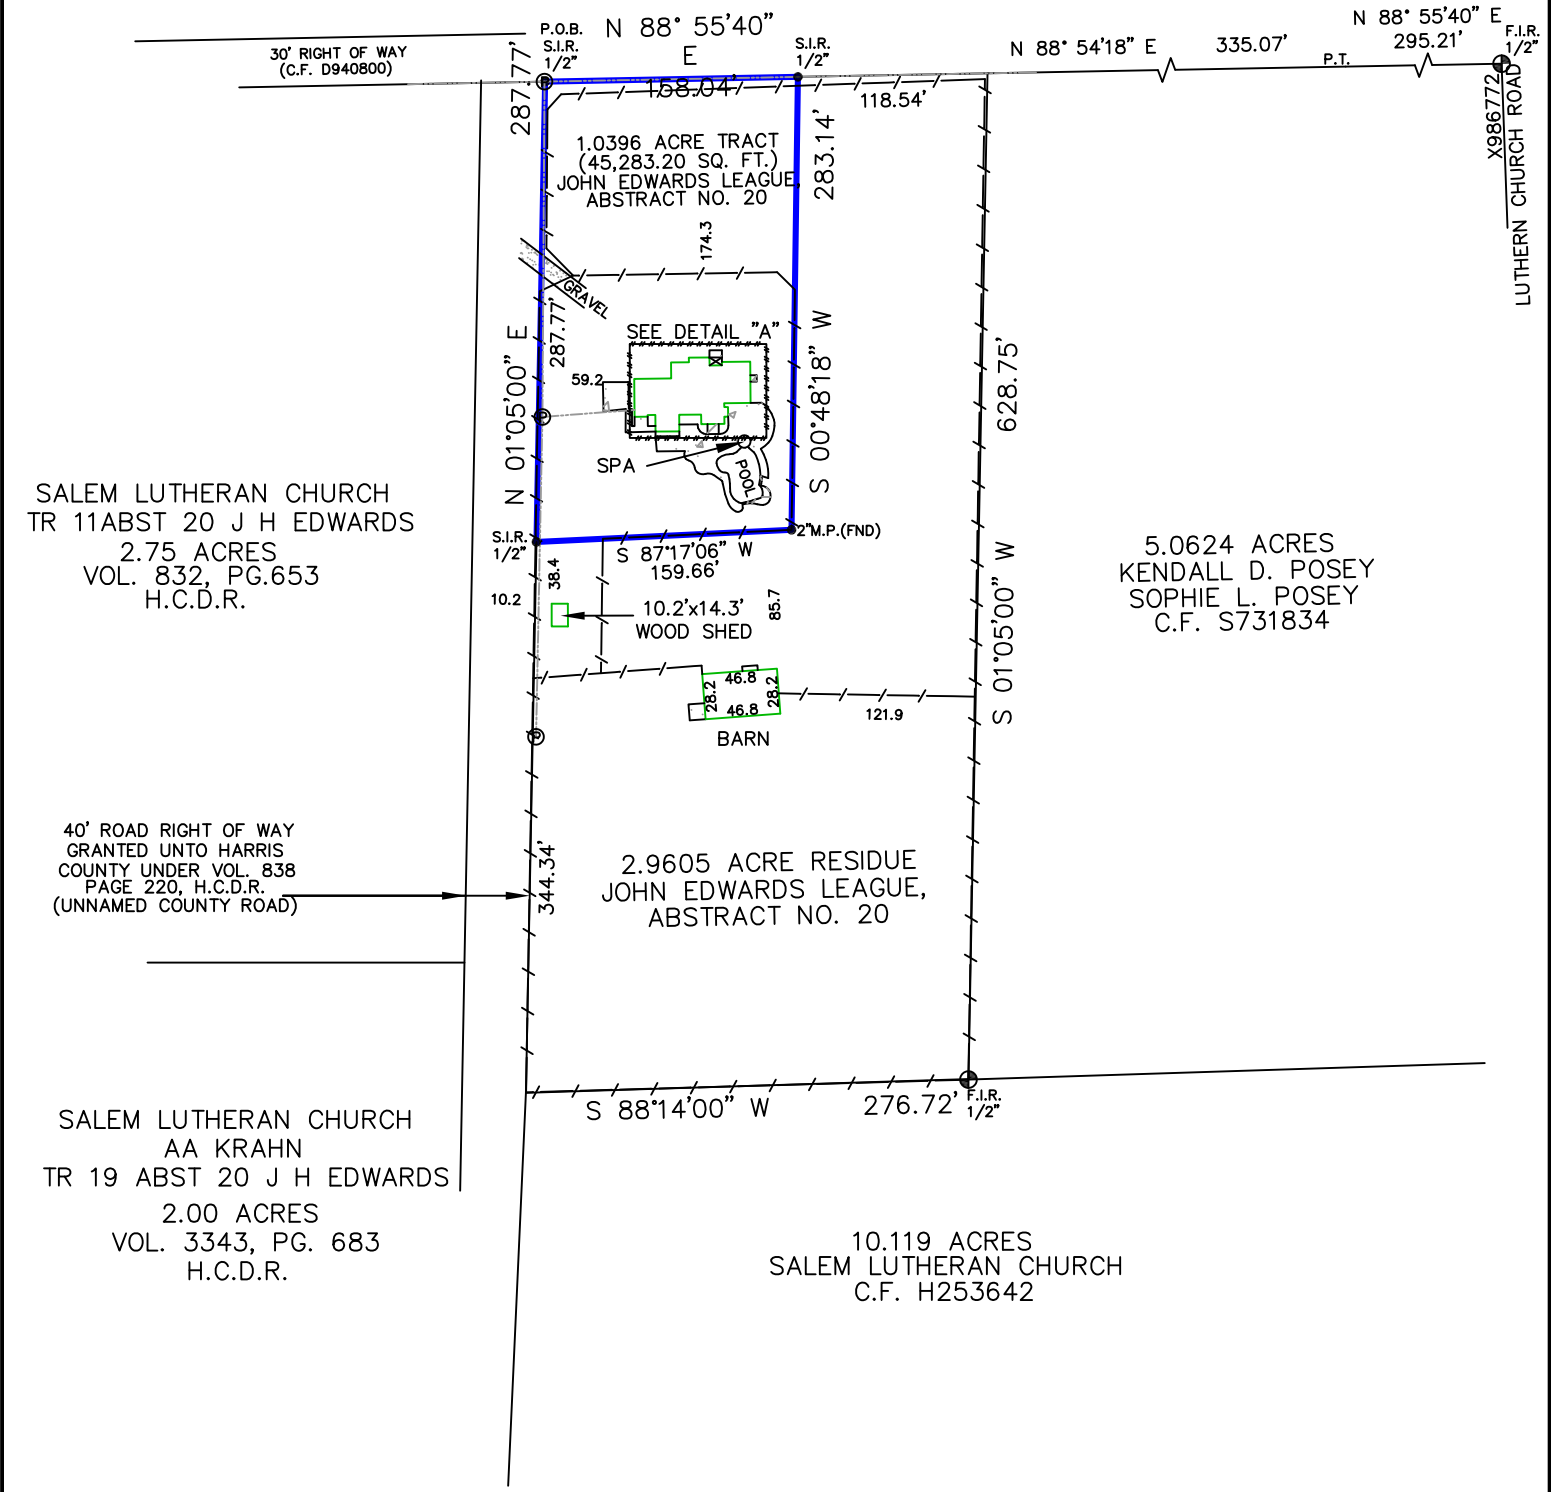 P.O.B.
S.I.R.
1/2"
N 88° 55'40"
E
158.04'
S.I.R.
1/2"
N 88° 54'18" E
335.07'
P.T.
N 88° 55'40" E
295.21'
F.I.R.
1/2"
30' RIGHT OF WAY
(C.F. D940800)
287.77'
118.54'
X986772
LUTHERN CHURCH ROAD
1.0396 ACRE TRACT
(45,283.20 SQ. FT.)
JOHN EDWARDS LEAGUE,
ABSTRACT NO. 20
283.14'
174.3
GRAVEL
287.77'
N 01°05'00" E
SEE DETAIL "A"
59.2
S 00°48'18" W
628.75'
SPA
POOL
SALEM LUTHERAN CHURCH
TR 11ABST 20 J H EDWARDS
2.75 ACRES
VOL. 832, PG.653
H.C.D.R.
S.I.R.
1/2"
2"M.P.(FND)
S 87°17'06" W
159.66'
38.4
10.2
10.2'x14.3'
WOOD SHED
85.7
S 01°05'00" W
5.0624 ACRES
KENDALL D. POSEY
SOPHIE L. POSEY
C.F. S731834
46.8
28.2
28.2
46.8
BARN
121.9
40' ROAD RIGHT OF WAY
GRANTED UNTO HARRIS
COUNTY UNDER VOL. 838
PAGE 220, H.C.D.R.
(UNNAMED COUNTY ROAD)
344.34'
2.9605 ACRE RESIDUE
JOHN EDWARDS LEAGUE,
ABSTRACT NO. 20
S 88°14'00" W
276.72'
F.I.R.
1/2"
SALEM LUTHERAN CHURCH
AA KRAHN
TR 19 ABST 20 J H EDWARDS
2.00 ACRES
VOL. 3343, PG. 683
H.C.D.R.
10.119 ACRES
SALEM LUTHERAN CHURCH
C.F. H253642